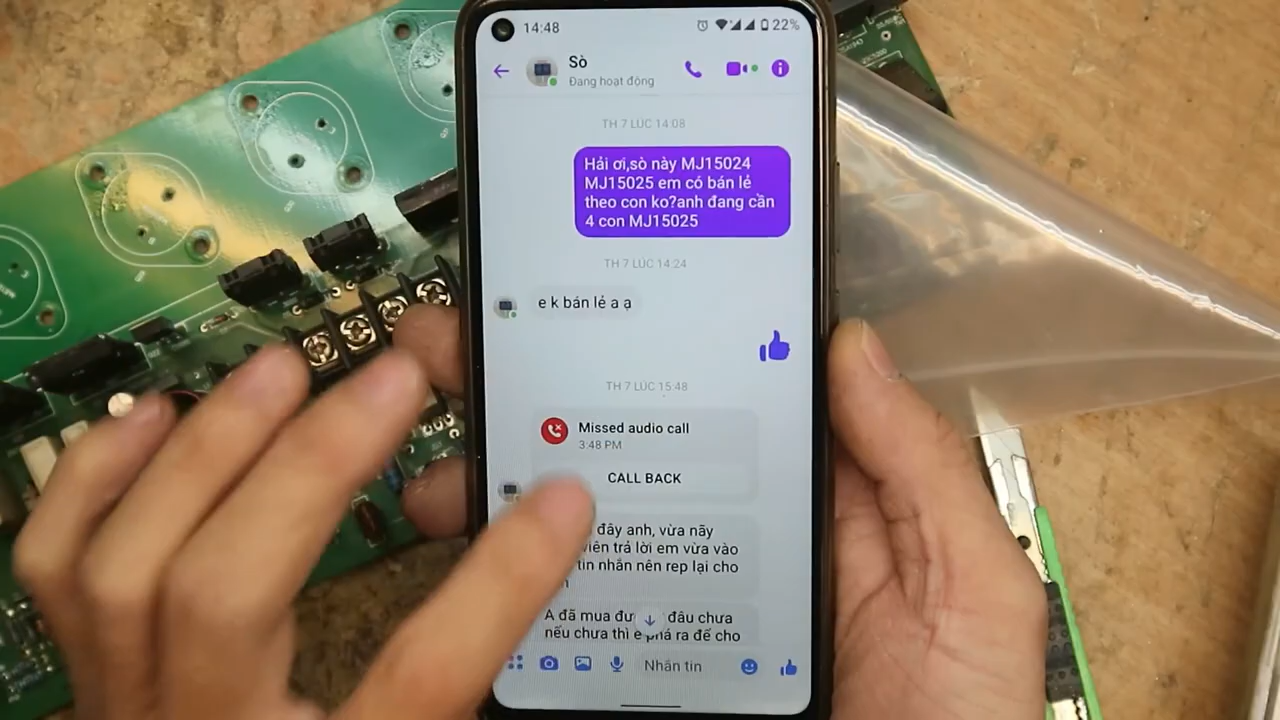 14:48
22%
Sò
Đang hoạt động
TH 7 LÚC 14:08
Hải ơi,sò này MJ15024
MJ15025 em có bán lẻ
theo con ko?anh đang cần
4 con MJ15025
TH 7 LÚC 14:24
e k bán lẻ a ạ
TH 7 LÚC 15:48
Missed audio call
3:48 PM
CALL BACK
đây anh, vừa nãy
trả lời em vừa vào
tin nhắn nên rep lại cho
A đã mua đâu chưa
nếu chưa thì e phá ra để cho
Nhắn tin